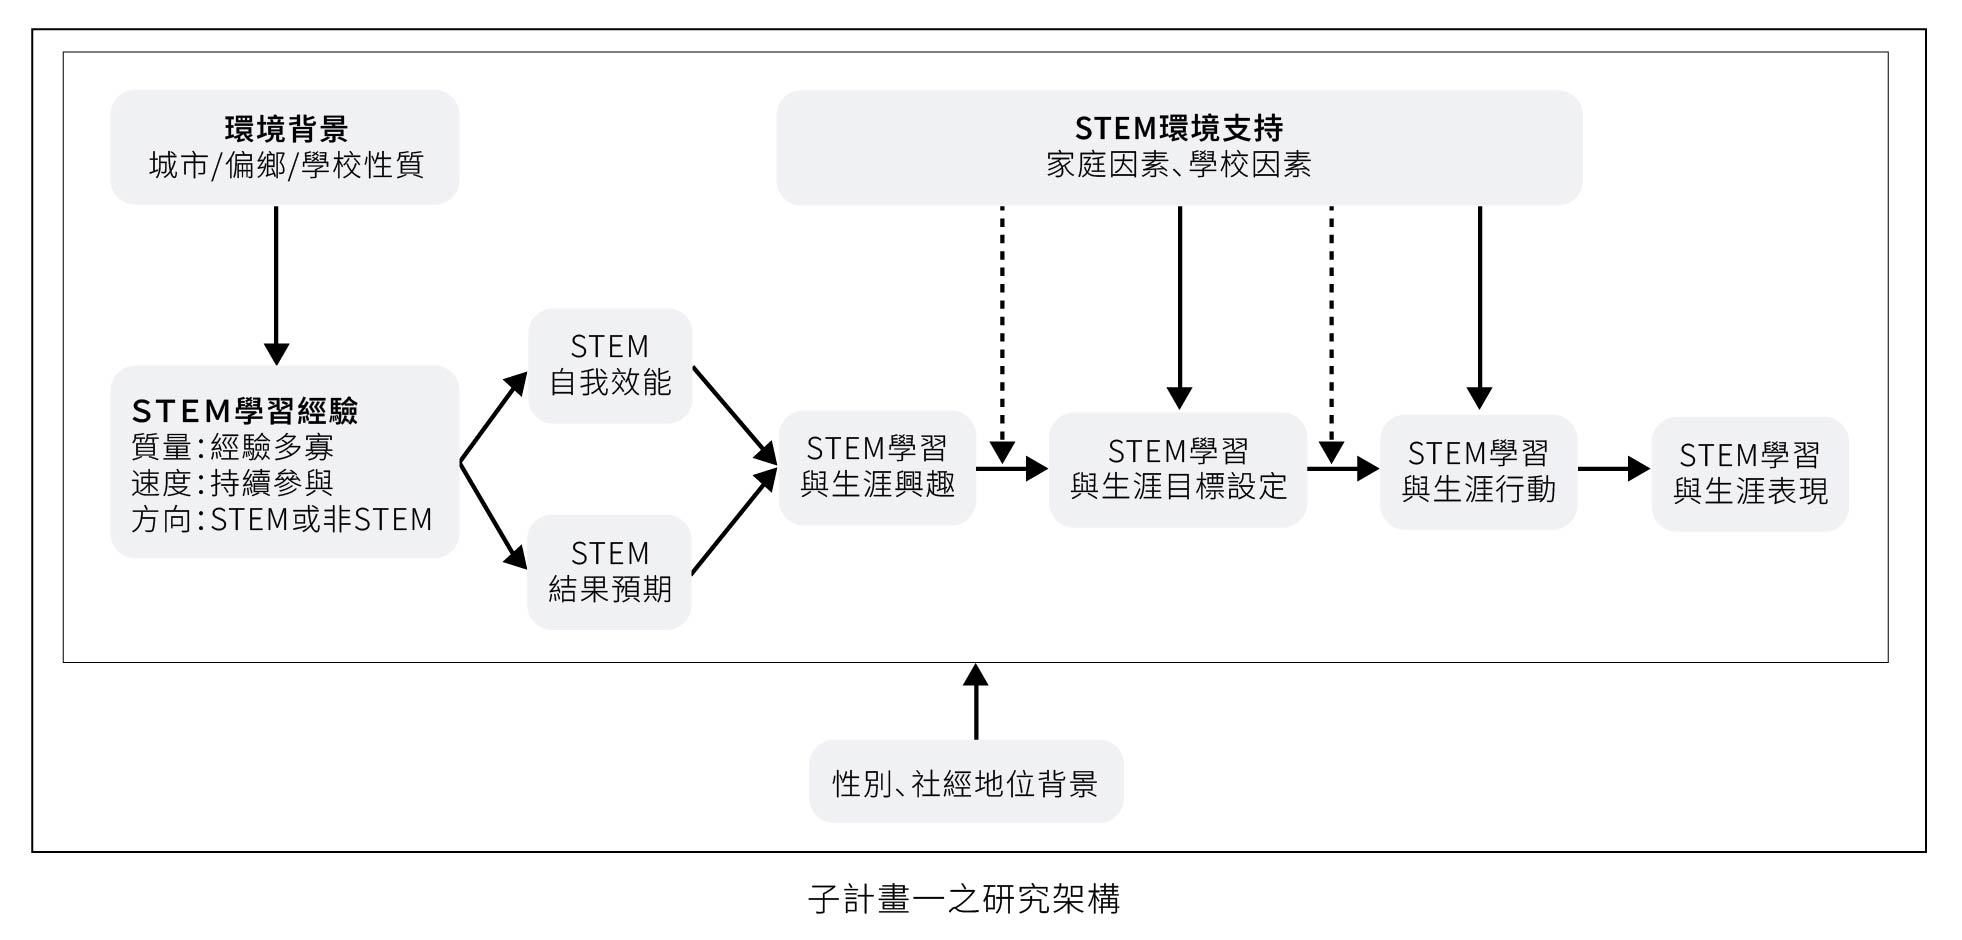 環境背景
城市/偏鄉/學校性質
STEM環境支持
家庭因素、學校因素
STEM學習經驗
質量：經驗多寡
速度：持續參與
方向：STEM或非STEM
STEM
自我效能
STEM
結果預期
STEM學習
與生涯興趣
STEM學習
與生涯目標設定
STEM學習
與生涯行動
STEM學習
與生涯表現
性別、社經地位背景
子計畫一之研究架構